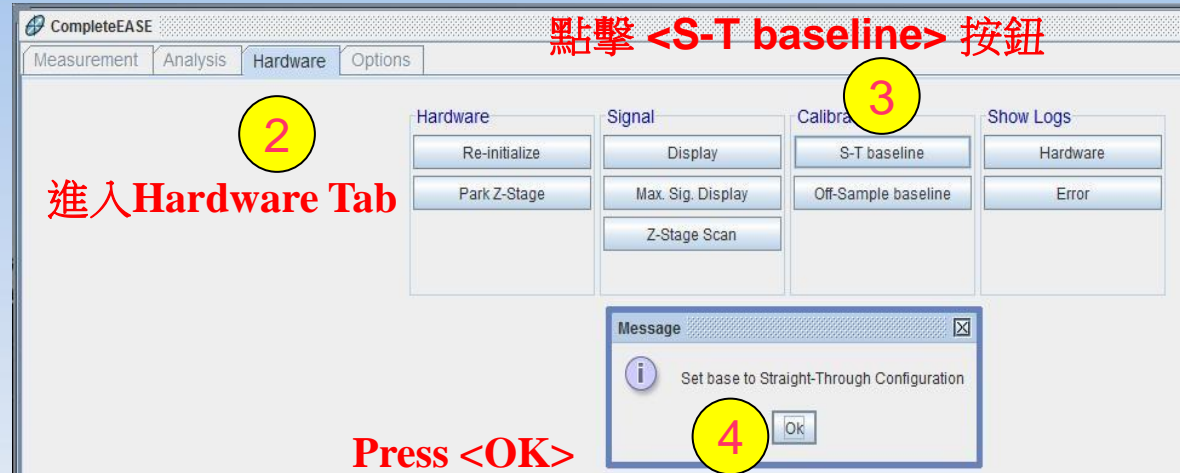 CompleteEASE
點擊 <S-T baseline> 按鈕
Measurement Analysis Hardware Options
3
2
進入Hardware Tab
Hardware Signal Calibra Show Logs
Re-initialize Display S-T baseline Hardware
Park Z-Stage Max. Sig. Display Off-Sample baseline Error
Z-Stage Scan
Message
i Set base to Straight-Through Configuration
4 Ok
Press <OK>